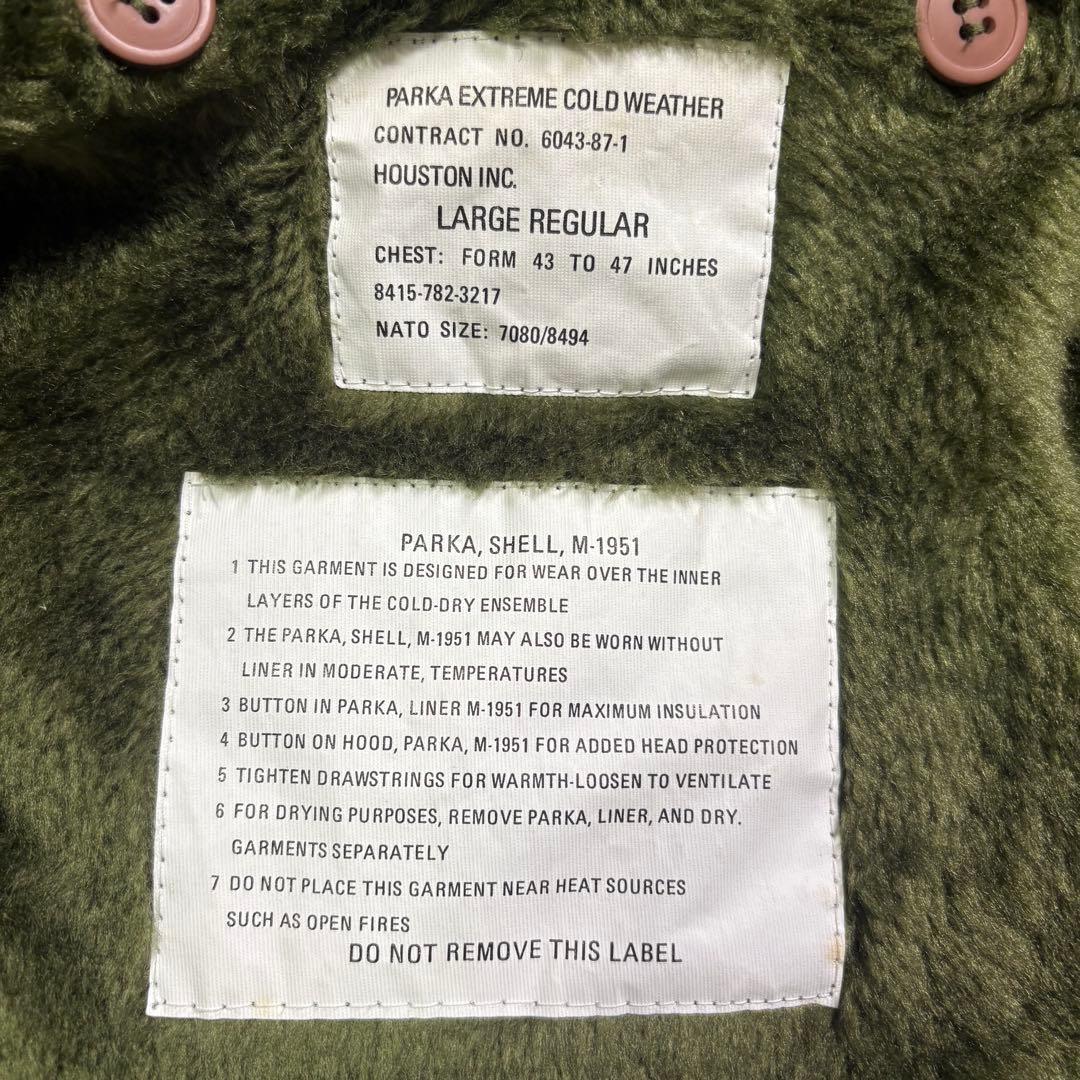 PARKA EXTREME COLD WEATHER
CONTRACT NO. 6043-87-1
HOUSTON INC.
LARGE REGULAR
CHEST: FORM 43 TO 47 INCHES
8415-782-3217
NATO SIZE: 7080/8494
PARKA, SHELL, M-1951
1 THIS GARMENT IS DESIGNED FOR WEAR OVER THE INNER
LAYERS OF THE COLD-DRY ENSEMBLE
2 THE PARKA, SHELL, M-1951 MAY ALSO BE WORN WITHOUT
LINER IN MODERATE, TEMPERATURES
3 BUTTON IN PARKA, LINER M-1951 FOR MAXIMUM INSULATION
4 BUTTON ON HOOD, PARKA, M-1951 FOR ADDED HEAD PROTECTION
5 TIGHTEN DRAWSTRINGS FOR WARMTH-LOOSEN TO VENTILATE
6 FOR DRYING PURPOSES, REMOVE PARKA, LINER, AND DRY.
GARMENTS SEPARATELY
7 DO NOT PLACE THIS GARMENT NEAR HEAT SOURCES
SUCH AS OPEN FIRES
DO NOT REMOVE THIS LABEL